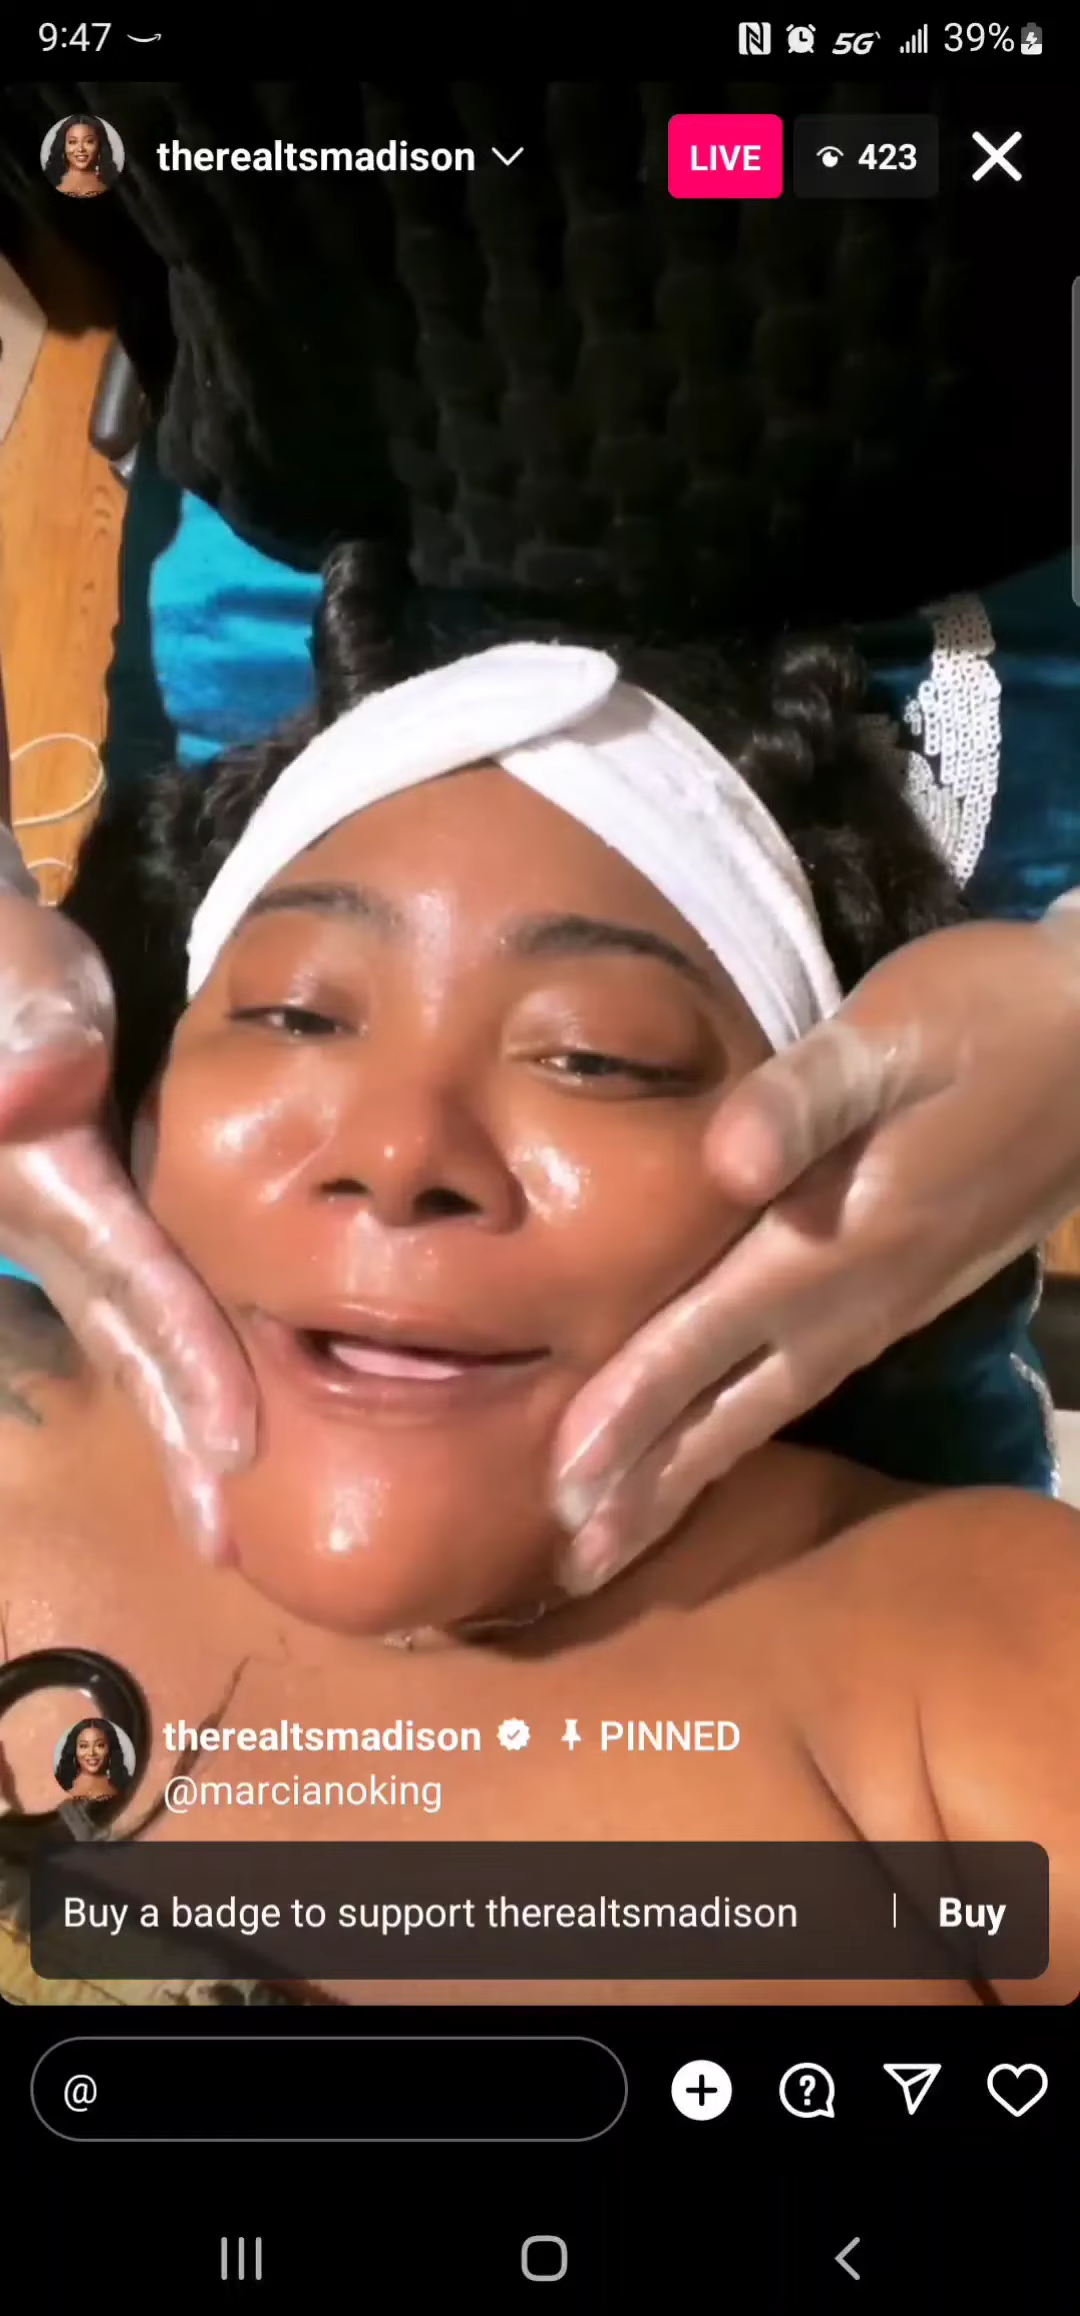 9:47 5G 39%
therealtsmadison LIVE 423
therealtsmadison PINNED
@marcianoking
Buy a badge to support therealtsmadison | Buy
@